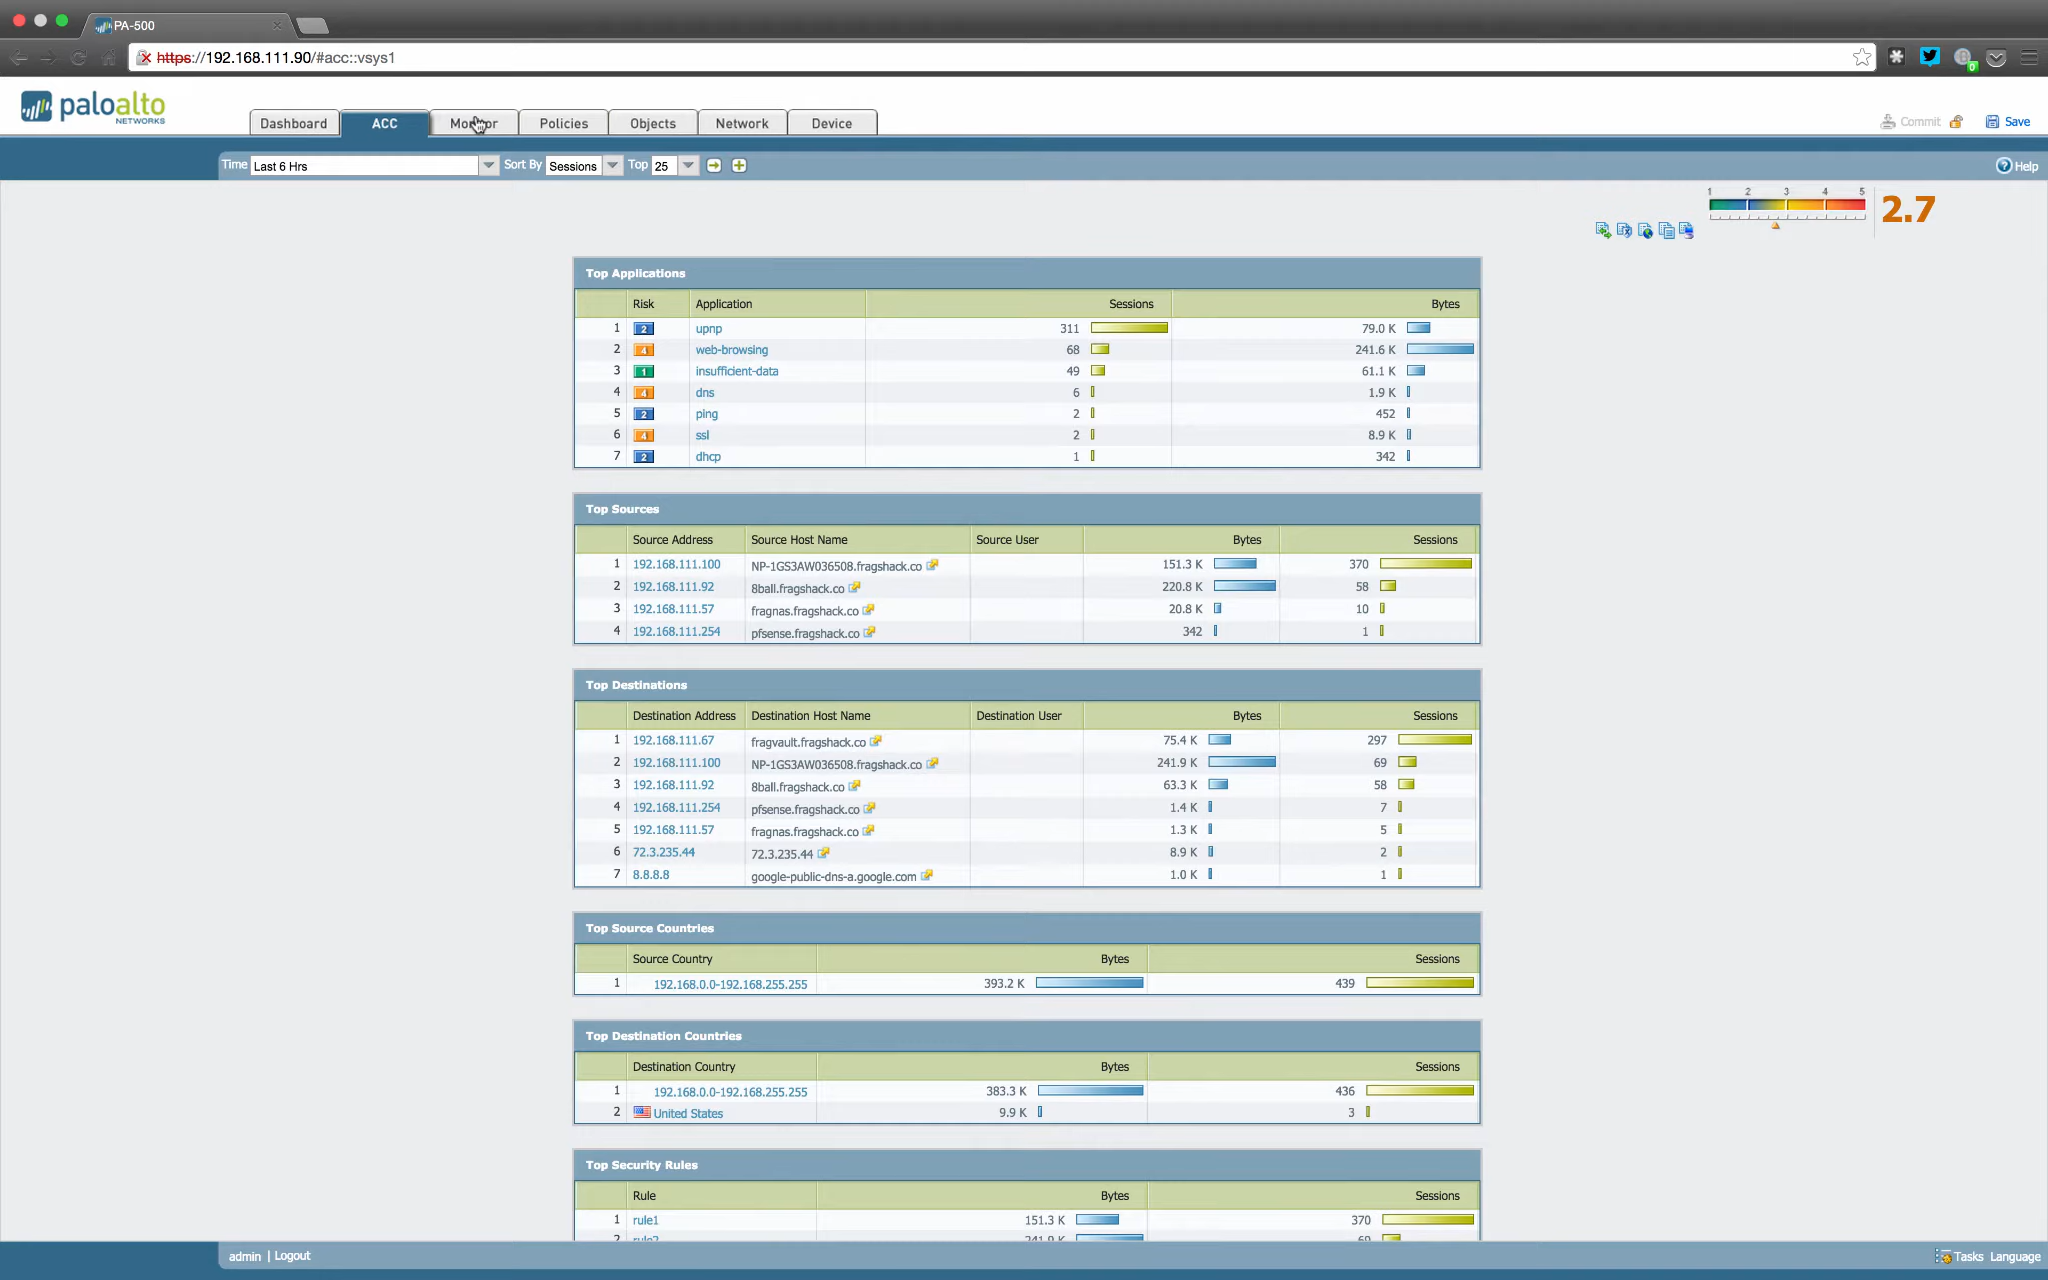 PA-500
https://192.168.111.90/#acc::vsys1
paloalto
NETWORKS
Dashboard ACC Monitor Policies Objects Network Device
Commit Save
Time Last 6 Hrs Sort By Sessions Top 25
Help
1 2 3 4 5
2.7
Top Applications
Risk Application Sessions Bytes
1 2 upnp 311 79.0 K
2 4 web-browsing 68 241.6 K
3 1 insufficient-data 49 61.1 K
4 4 dns 6 1.9 K
5 2 ping 2 452
6 4 ssl 2 8.9 K
7 2 dhcp 1 342
Top Sources
Source Address Source Host Name Source User Bytes Sessions
1 192.168.111.100 NP-1GS3AW036508.fragshack.co 151.3 K 370
2 192.168.111.92 8ball.fragshack.co 220.8 K 58
3 192.168.111.57 fragnas.fragshack.co 20.8 K 10
4 192.168.111.254 pfsense.fragshack.co 342 1
Top Destinations
Destination Address Destination Host Name Destination User Bytes Sessions
1 192.168.111.67 fragvault.fragshack.co 75.4 K 297
2 192.168.111.100 NP-1GS3AW036508.fragshack.co 241.9 K 69
3 192.168.111.92 8ball.fragshack.co 63.3 K 58
4 192.168.111.254 pfsense.fragshack.co 1.4 K 7
5 192.168.111.57 fragnas.fragshack.co 1.3 K 5
6 72.3.235.44 72.3.235.44 8.9 K 2
7 8.8.8.8 google-public-dns-a.google.com 1.0 K 1
Top Source Countries
Source Country Bytes Sessions
1 192.168.0.0-192.168.255.255 393.2 K 439
Top Destination Countries
Destination Country Bytes Sessions
1 192.168.0.0-192.168.255.255 383.3 K 436
2 United States 9.9 K 3
Top Security Rules
Rule Bytes Sessions
1 rule1 151.3 K 370
2 rule2 241.9 K 69
admin | Logout
Tasks Language